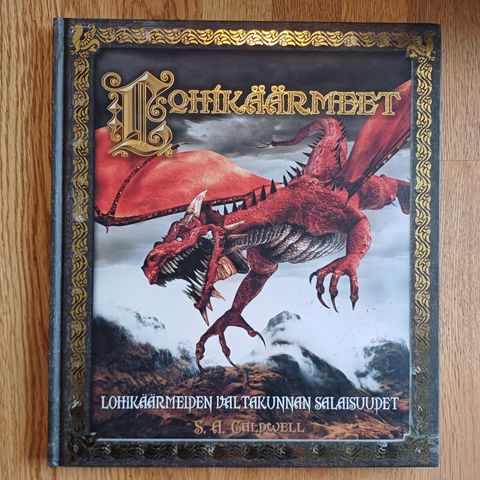 LOHIKÄÄRMEET
LOHIKÄÄRMEIDEN VALTAKUNNAN SALAISUUDET
S. A. CALDWELL